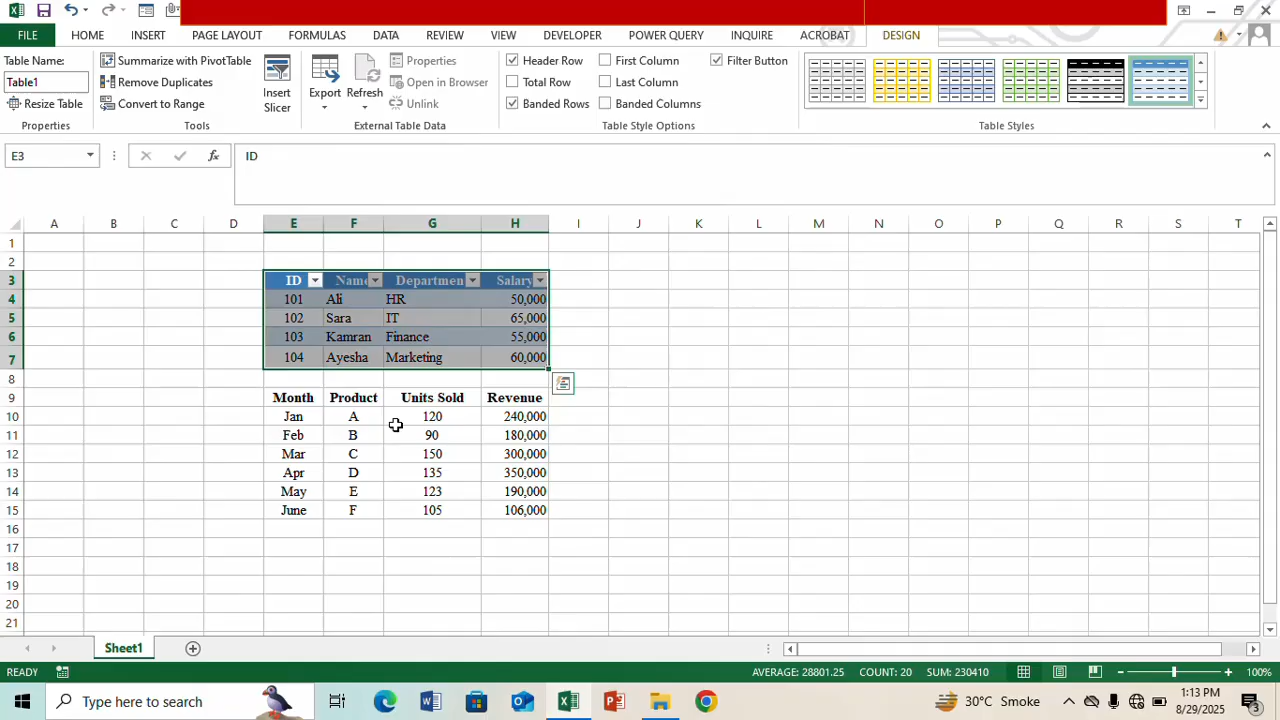 FILE HOME INSERT PAGE LAYOUT FORMULAS DATA REVIEW VIEW DEVELOPER POWER QUERY INQUIRE ACROBAT DESIGN
Table Name: Summarize with PivotTable Properties Header Row First Column Filter Button
Table1 Remove Duplicates Open in Browser Total Row Last Column
Resize Table Convert to Range Insert Slicer Export Refresh Unlink Banded Rows Banded Columns
Properties Tools External Table Data Table Style Options Table Styles
E3 fx ID
A B C D E F G H I J K L M N O P Q R S T
1
2
3 ID Name Departmen Salary
4 101 Ali HR 50,000
5 102 Sara IT 65,000
6 103 Kamran Finance 55,000
7 104 Ayesha Marketing 60,000
8
9 Month Product Units Sold Revenue
10 Jan A 120 240,000
11 Feb B 90 180,000
12 Mar C 150 300,000
13 Apr D 135 350,000
14 May E 123 190,000
15 June F 105 106,000
16
17
18
19
20
21
Sheet1
READY AVERAGE: 28801.25 COUNT: 20 SUM: 230410 100%
Type here to search 30°C Smoke 1:13 PM
8/29/2025 3